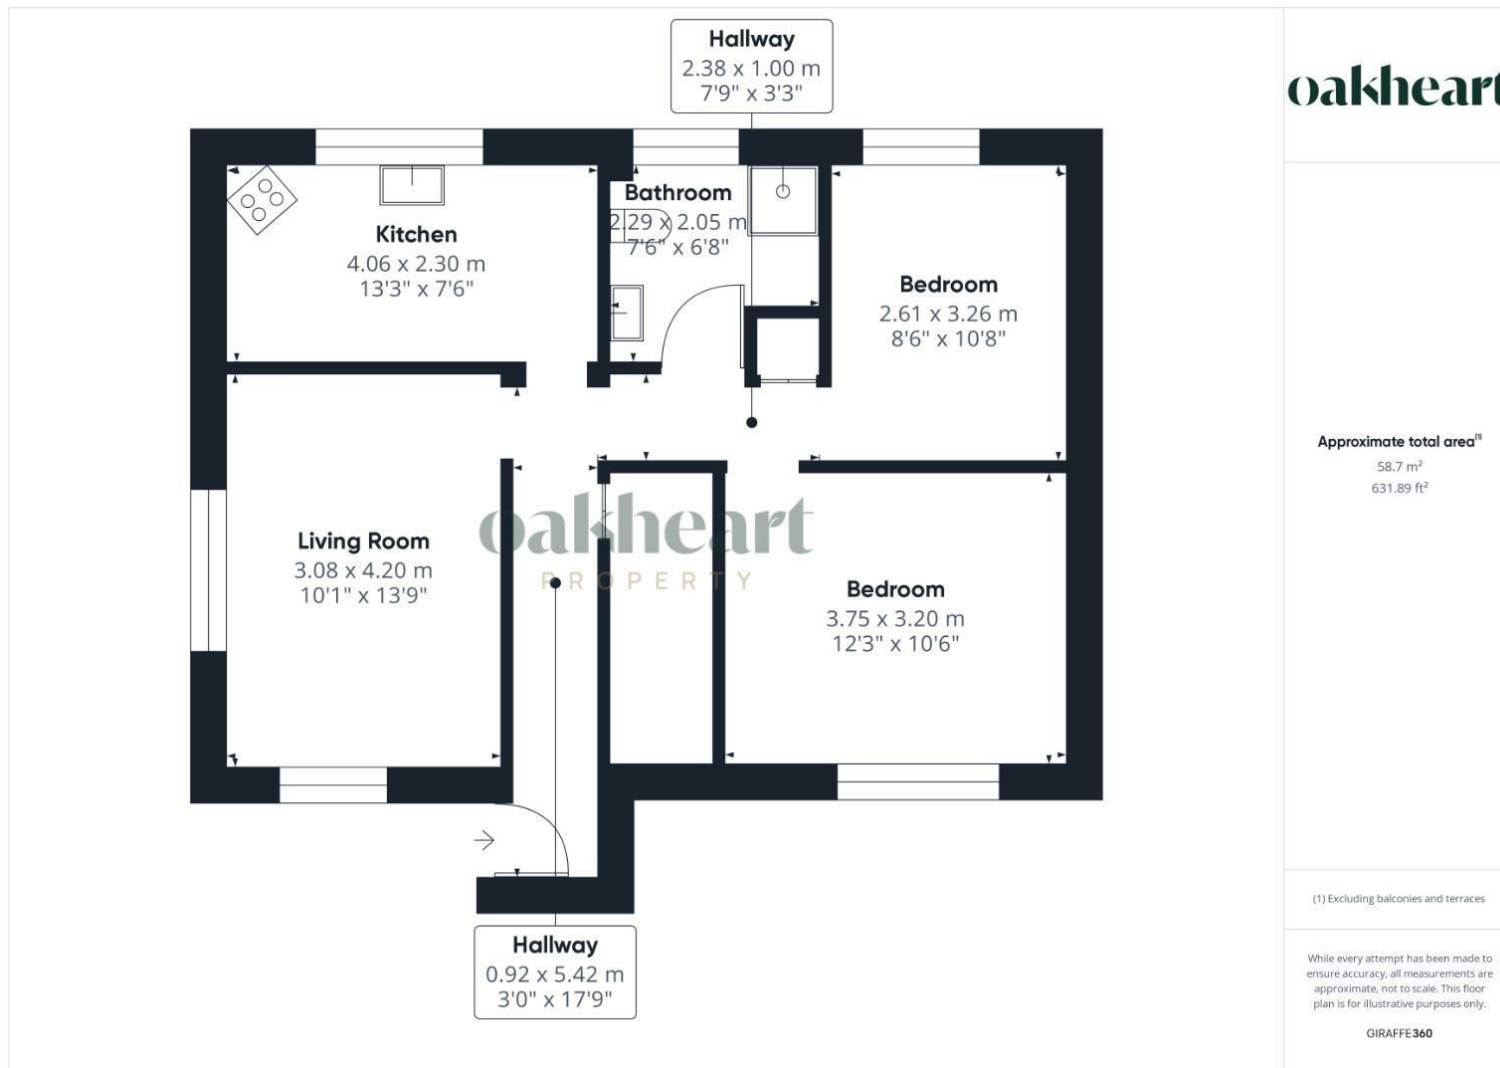 Hallway
2.38 x 1.00 m
7'9" x 3'3"
oakheart
Bathroom
2.29 x 2.05 m
7'6" x 6'8"
Kitchen
4.06 x 2.30 m
13'3" x 7'6"
Bedroom
2.61 x 3.26 m
8'6" x 10'8"
Approximate total area(1)
58.7 m²
631.89 ft²
oakheart
PROPERTY
Living Room
3.08 x 4.20 m
10'1" x 13'9"
Bedroom
3.75 x 3.20 m
12'3" x 10'6"
Hallway
0.92 x 5.42 m
3'0" x 17'9"
(1) Excluding balconies and terraces
While every attempt has been made to
ensure accuracy, all measurements are
approximate, not to scale. This floor
plan is for illustrative purposes only.
GIRAFFE360